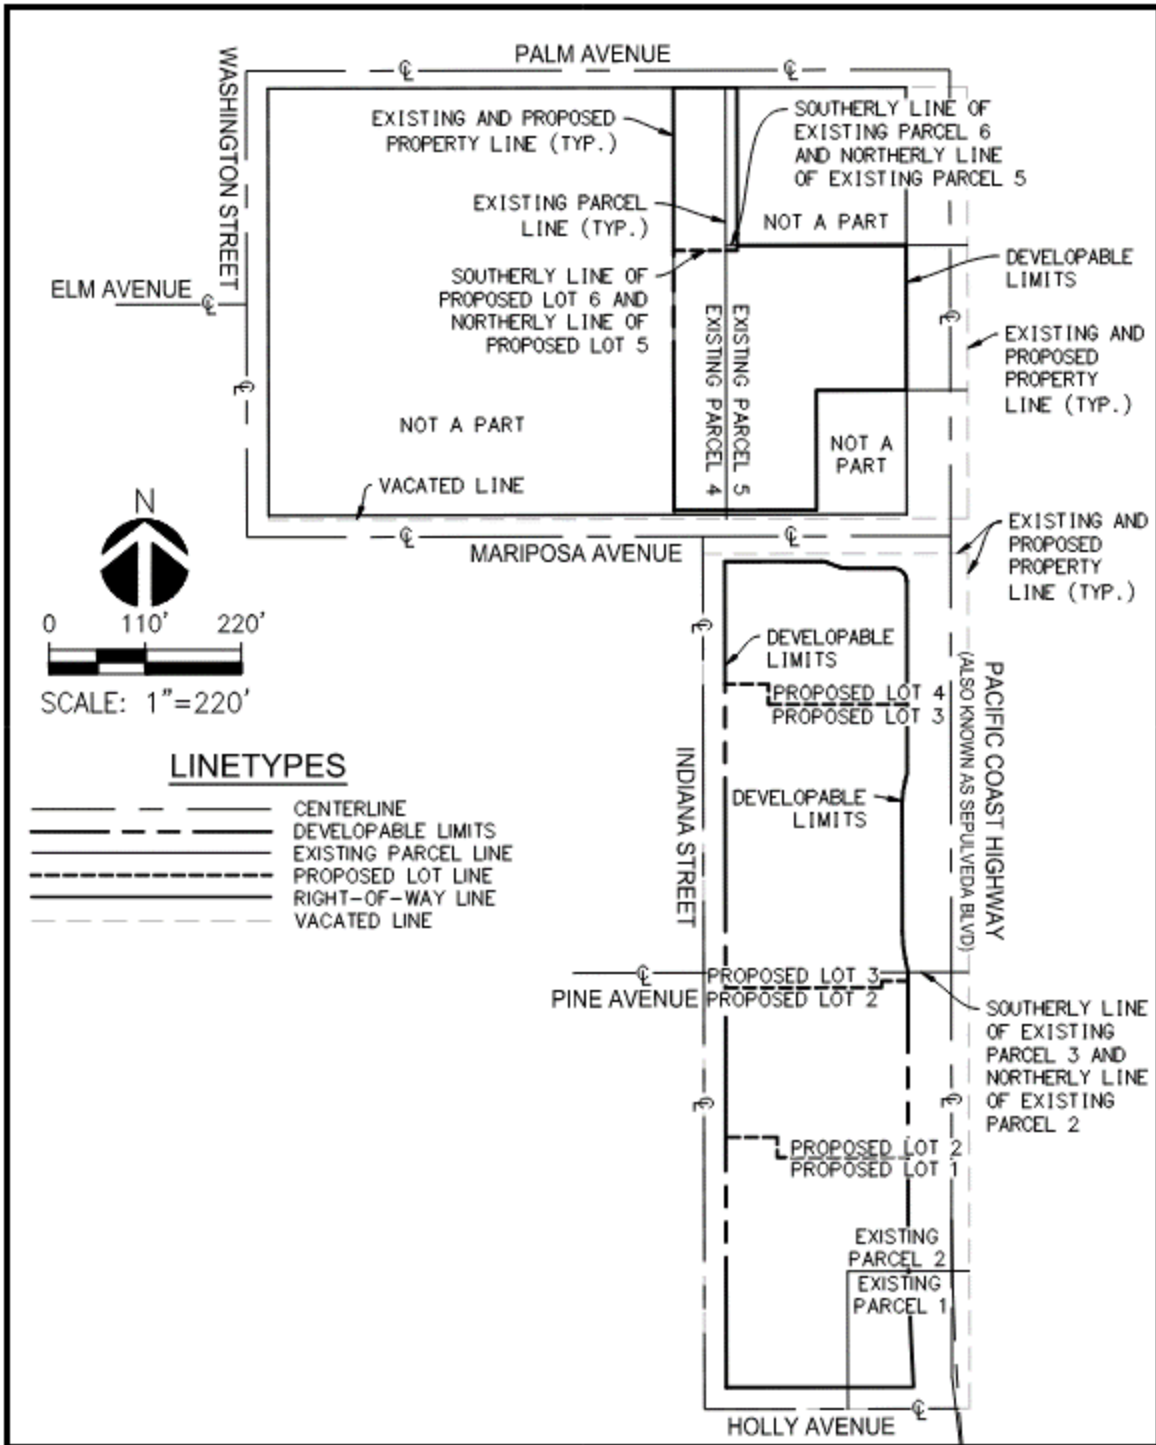 PALM AVENUE
WASHINGTON STREET
EXISTING AND PROPOSED
PROPERTY LINE (TYP.)
SOUTHERLY LINE OF
EXISTING PARCEL 6
AND NORTHERLY LINE
OF EXISTING PARCEL 5
EXISTING PARCEL
LINE (TYP.)
NOT A PART
SOUTHERLY LINE OF
PROPOSED LOT 6 AND
NORTHERLY LINE OF
PROPOSED LOT 5
DEVELOPABLE
LIMITS
ELM AVENUE
EXISTING PARCEL 4
EXISTING PARCEL 5
EXISTING AND
PROPOSED
PROPERTY
LINE (TYP.)
NOT A PART
NOT A
PART
VACATED LINE
MARIPOSA AVENUE
EXISTING AND
PROPOSED
PROPERTY
LINE (TYP.)
N
0 110' 220'
SCALE: 1"=220'
DEVELOPABLE
LIMITS
PROPOSED LOT 4
PROPOSED LOT 3
PACIFIC COAST HIGHWAY
(ALSO KNOWN AS SEPULVEDA BLVD)
INDIANA STREET
DEVELOPABLE
LIMITS
LINETYPES
CENTERLINE
DEVELOPABLE LIMITS
EXISTING PARCEL LINE
PROPOSED LOT LINE
RIGHT-OF-WAY LINE
VACATED LINE
PROPOSED LOT 3
PINE AVENUE
PROPOSED LOT 2
SOUTHERLY LINE
OF EXISTING
PARCEL 3 AND
NORTHERLY LINE
OF EXISTING
PARCEL 2
PROPOSED LOT 2
PROPOSED LOT 1
EXISTING
PARCEL 2
EXISTING
PARCEL 1
HOLLY AVENUE